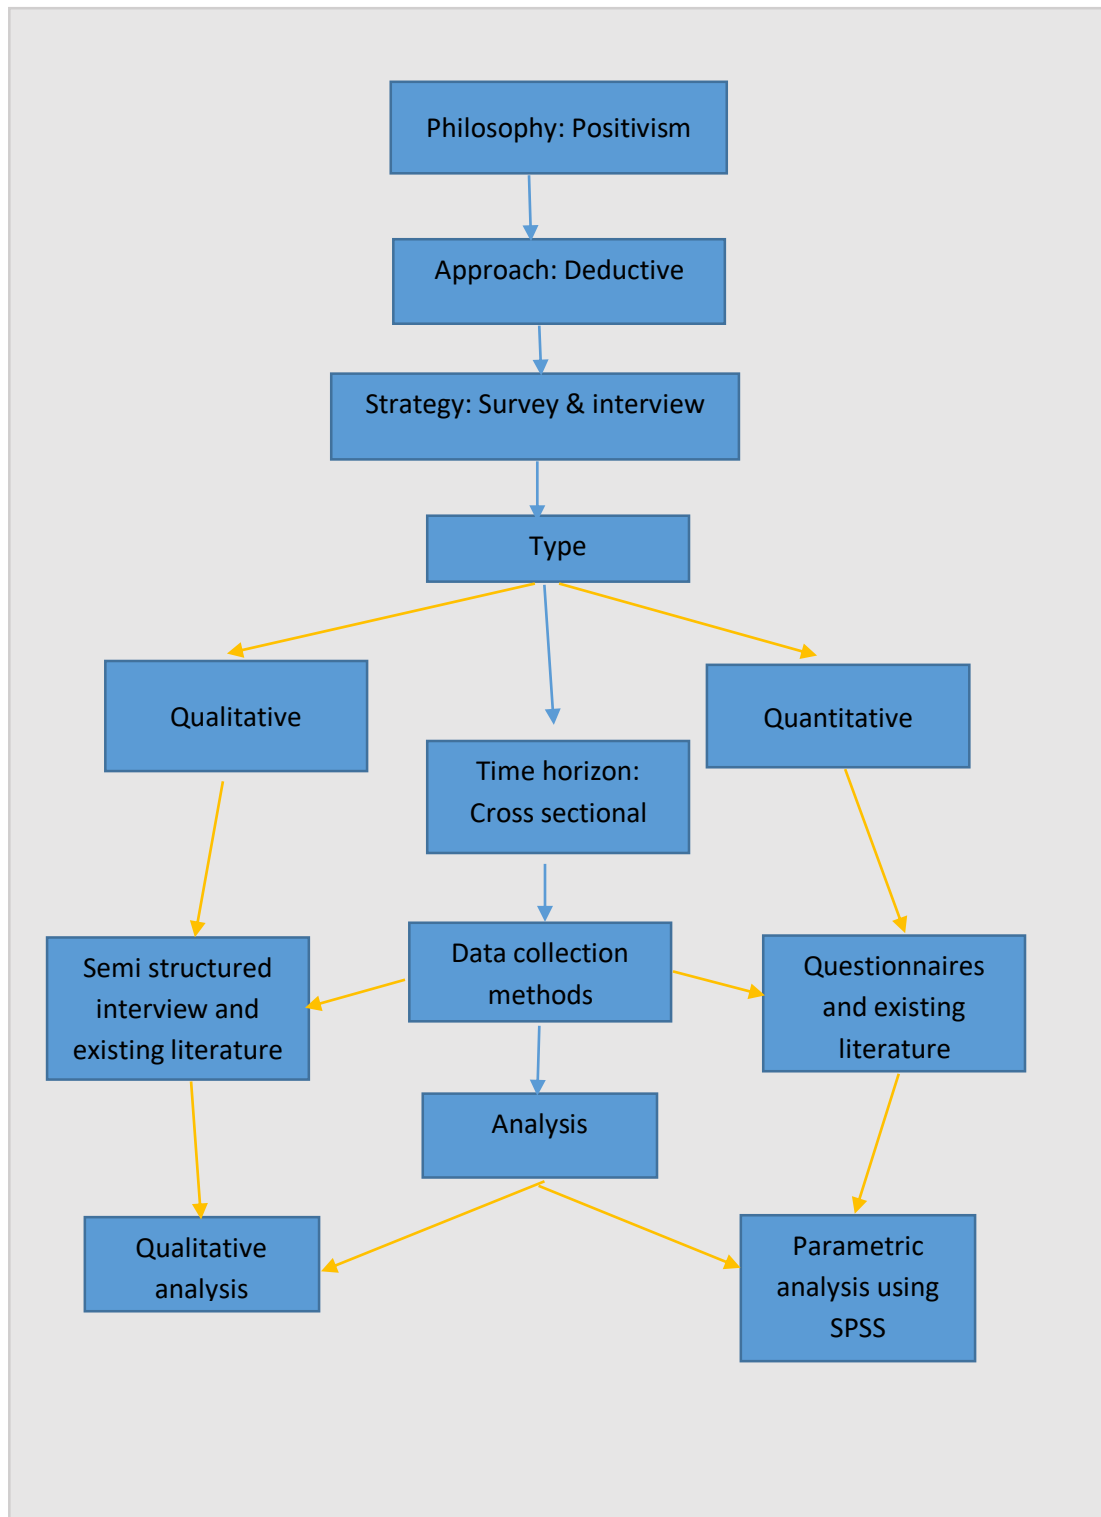 Philosophy: Positivism
Approach: Deductive
Strategy: Survey & interview
Type
Qualitative
Quantitative
Time horizon:
Cross sectional
Semi structured
interview and
existing literature
Data collection
methods
Questionnaires
and existing
literature
Analysis
Qualitative
analysis
Parametric
analysis using
SPSS